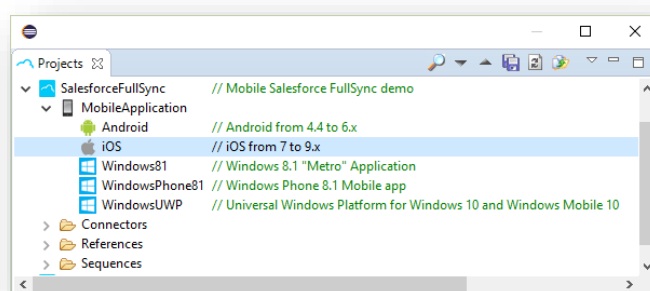 Projects
SalesforceFullSync // Mobile Salesforce FullSync demo
MobileApplication
Android // Android from 4.4 to 6.x
iOS // iOS from 7 to 9.x
Windows81 // Windows 8.1 "Metro" Application
WindowsPhone81 // Windows Phone 8.1 Mobile app
WindowsUWP // Universal Windows Platform for Windows 10 and Windows Mobile 10
Connectors
References
Sequences